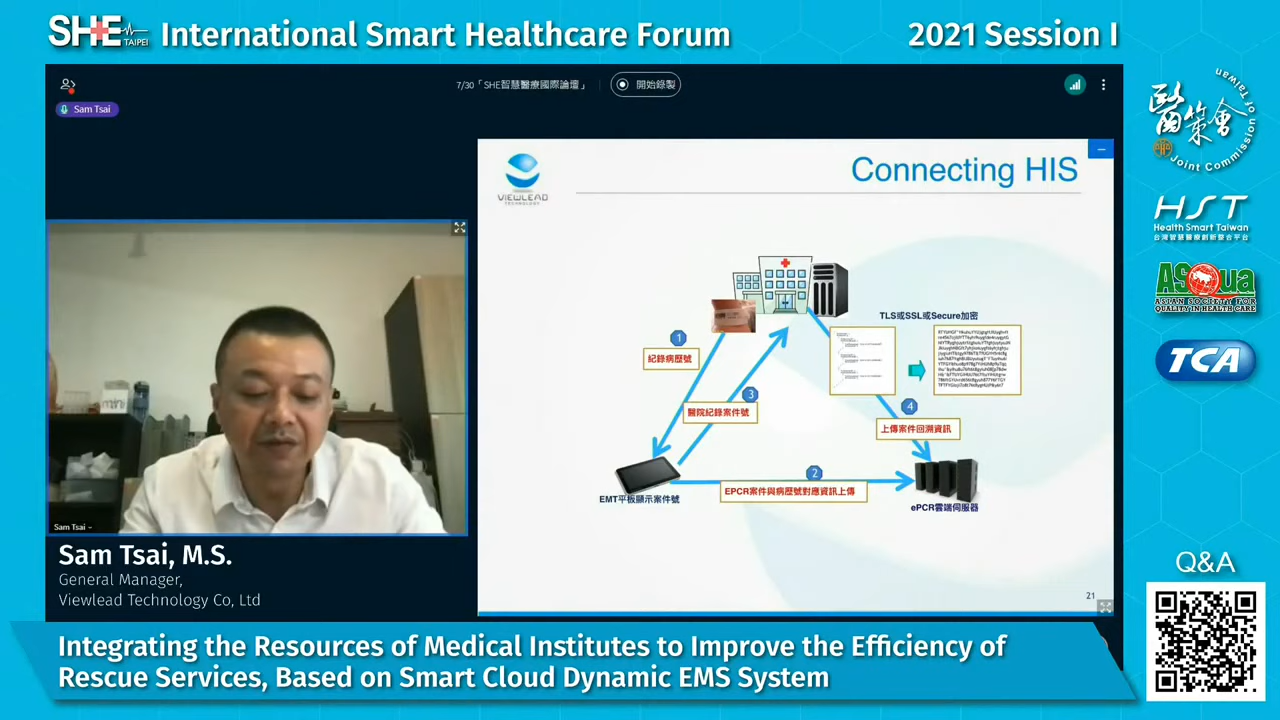 SHE TAIPEI International Smart Healthcare Forum
2021 Session I
7/30「SHE智慧醫療國際論壇」
開始錄製
Sam Tsai
VIEWLEAD
TECHNOLOGY
Connecting HIS
TLS或SSL或Secure加密
1
紀錄病歷號
3
醫院紀錄案件號
4
上傳案件回溯資訊
2
EPCR案件與病歷號對應資訊上傳
EMT平板顯示案件號
ePCR雲端伺服器
21
mini
Sam Tsai
Sam Tsai, M.S.
General Manager,
Viewlead Technology Co, Ltd
Integrating the Resources of Medical Institutes to Improve the Efficiency of
Rescue Services, Based on Smart Cloud Dynamic EMS System
醫策會
Joint Commission of Taiwan
HST
Health Smart Taiwan
台灣智慧醫療創新整合平台
ASQua
ASIAN SOCIETY FOR
QUALITY IN HEALTH CARE
TCA
Q&A